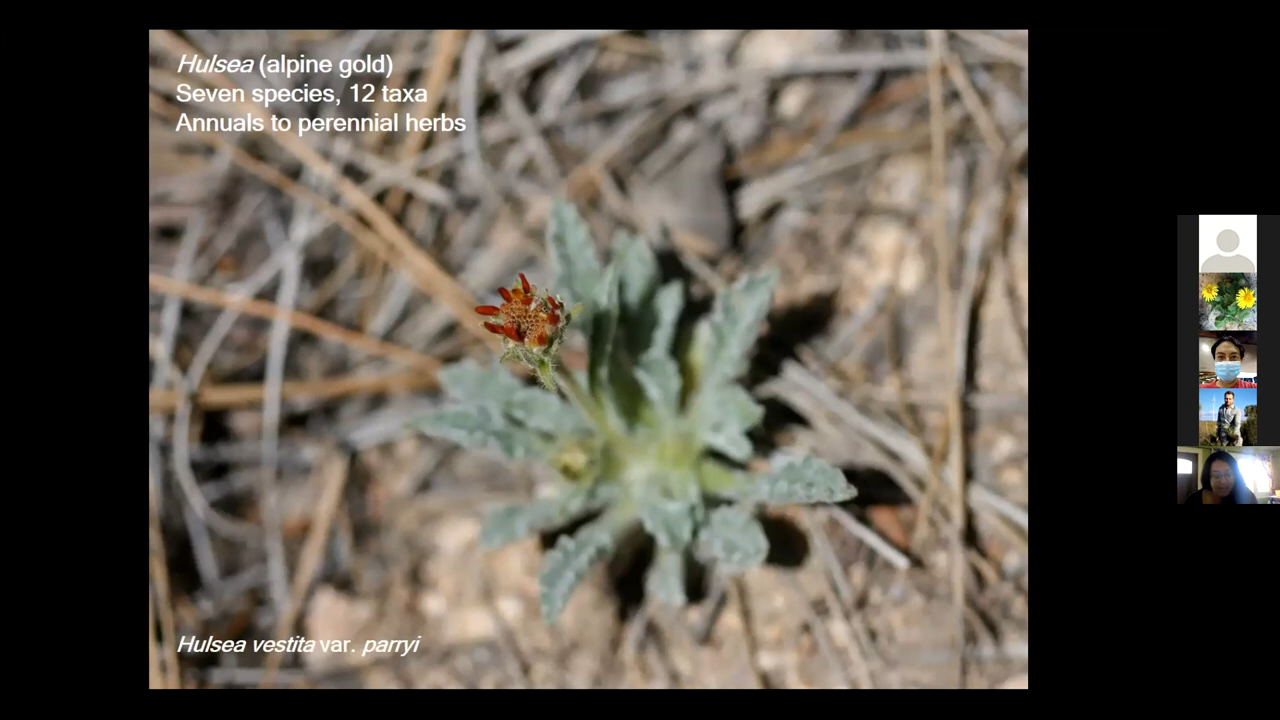 Hulsea (alpine gold)
Seven species, 12 taxa
Annuals to perennial herbs
Hulsea vestita var. parryi